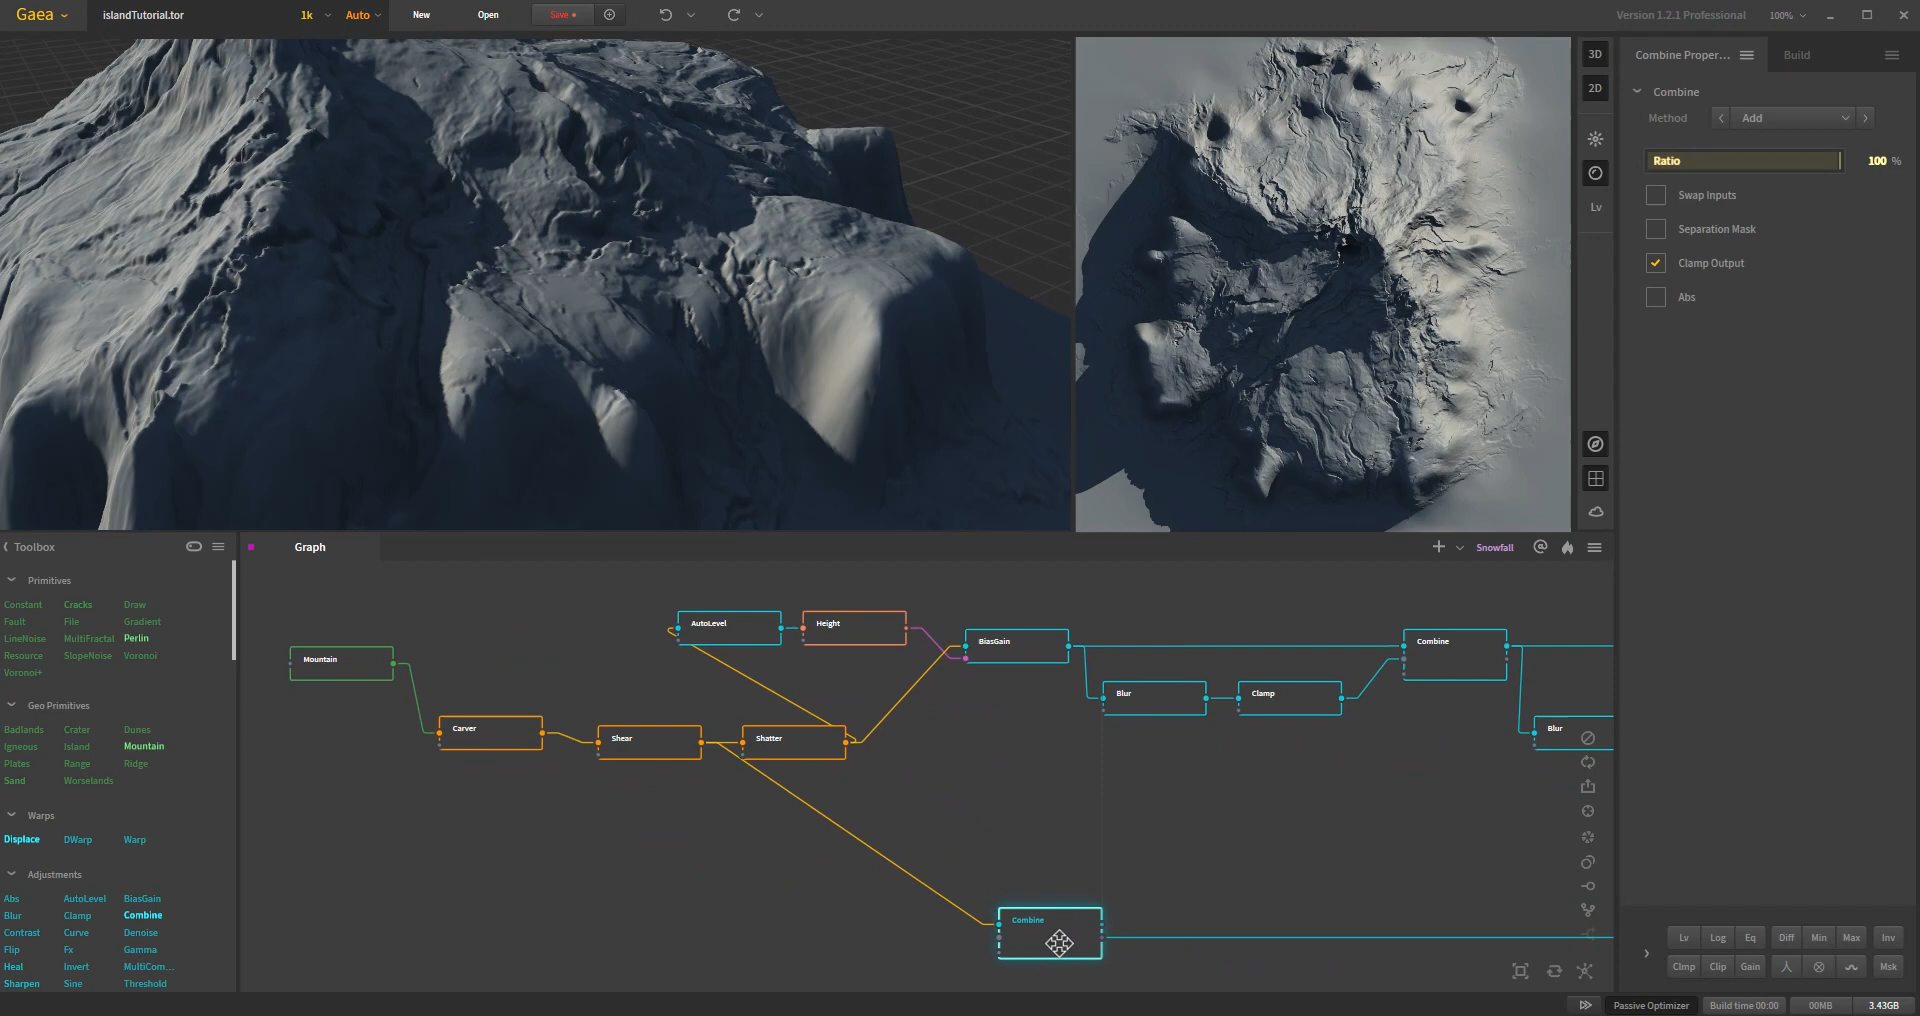 Gaea islandTutorial.tor 1k Auto New Open Save Version 1.2.1 Professional 100%
3D
2D
Lv
Combine Proper... Build
Combine
Method Add
Ratio 100 %
Swap Inputs
Separation Mask
Clamp Output
Abs
Toolbox
Primitives
Constant Cracks Draw
Fault File Gradient
LineNoise MultiFractal Perlin
Resource SlopeNoise Voronoi
Voronoi+
Geo Primitives
Badlands Crater Dunes
Igneous Island Mountain
Plates Range Ridge
Sand Worselands
Warps
Displace DWarp Warp
Adjustments
Abs AutoLevel BiasGain
Blur Clamp Combine
Contrast Curve Denoise
Flip Fx Gamma
Heal Invert MultiCom...
Sharpen Sine Threshold
Graph Snowfall
AutoLevel Height
BiasGain Combine
Mountain
Blur Clamp
Carver Shear Shatter Blur
Combine
Lv Log Eq Diff Min Max Inv
Clmp Clip Gain Msk
Passive Optimizer Build time 00:00 00MB 3.43GB